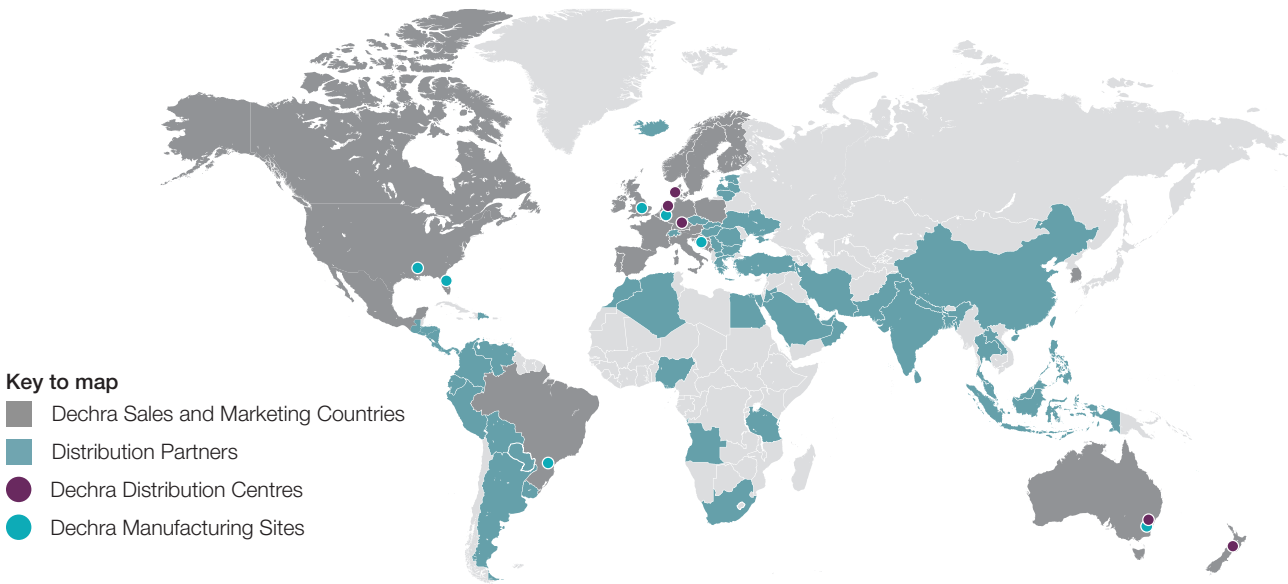 Key to map
Dechra Sales and Marketing Countries
Distribution Partners
Dechra Distribution Centres
Dechra Manufacturing Sites